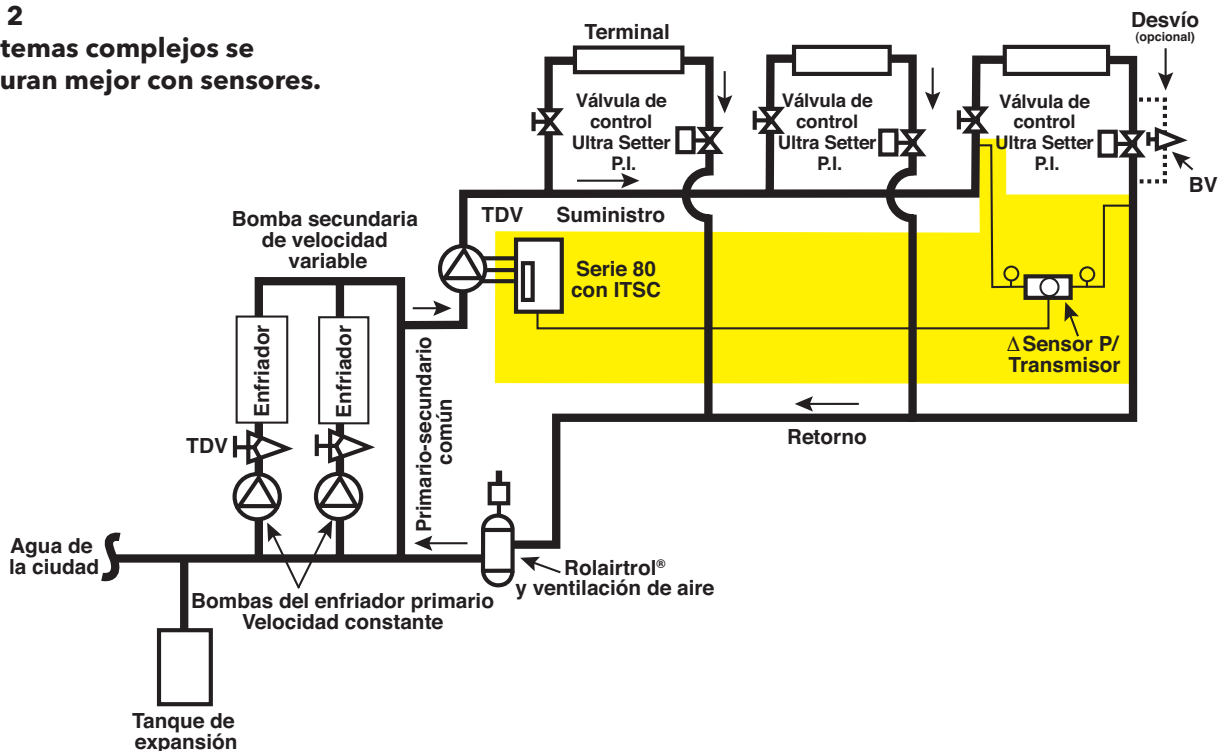 2
temas complejos se
uran mejor con sensores.
Terminal
Desvío
(opcional)
Válvula de
control
Ultra Setter
P.I.
Válvula de
control
Ultra Setter
P.I.
Válvula de
control
Ultra Setter
P.I.
BV
Bomba secundaria
de velocidad
variable
TDV
Suministro
Serie 80
con ITSC
Δ Sensor P/
Transmisor
Enfriador
Enfriador
TDV
Primario-secundario
común
Retorno
Agua de
la ciudad
Rolairtrol®
y ventilación de aire
Bombas del enfriador primario
Velocidad constante
Tanque de
expansión